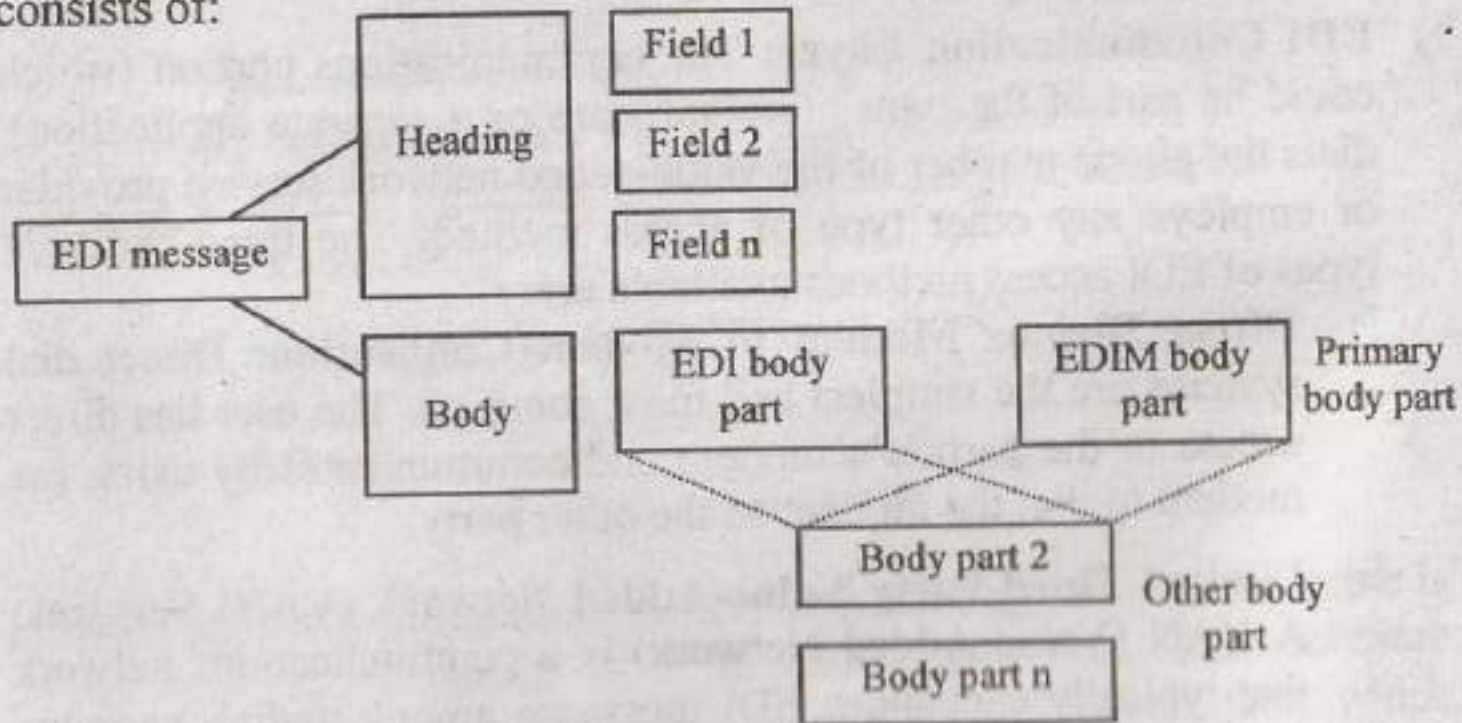 consists of:
Heading
Field 1
Field 2
Field n
EDI message
Body
EDI body
part
EDIM body
part
Primary
body part
Body part 2
Body part n
Other body
part